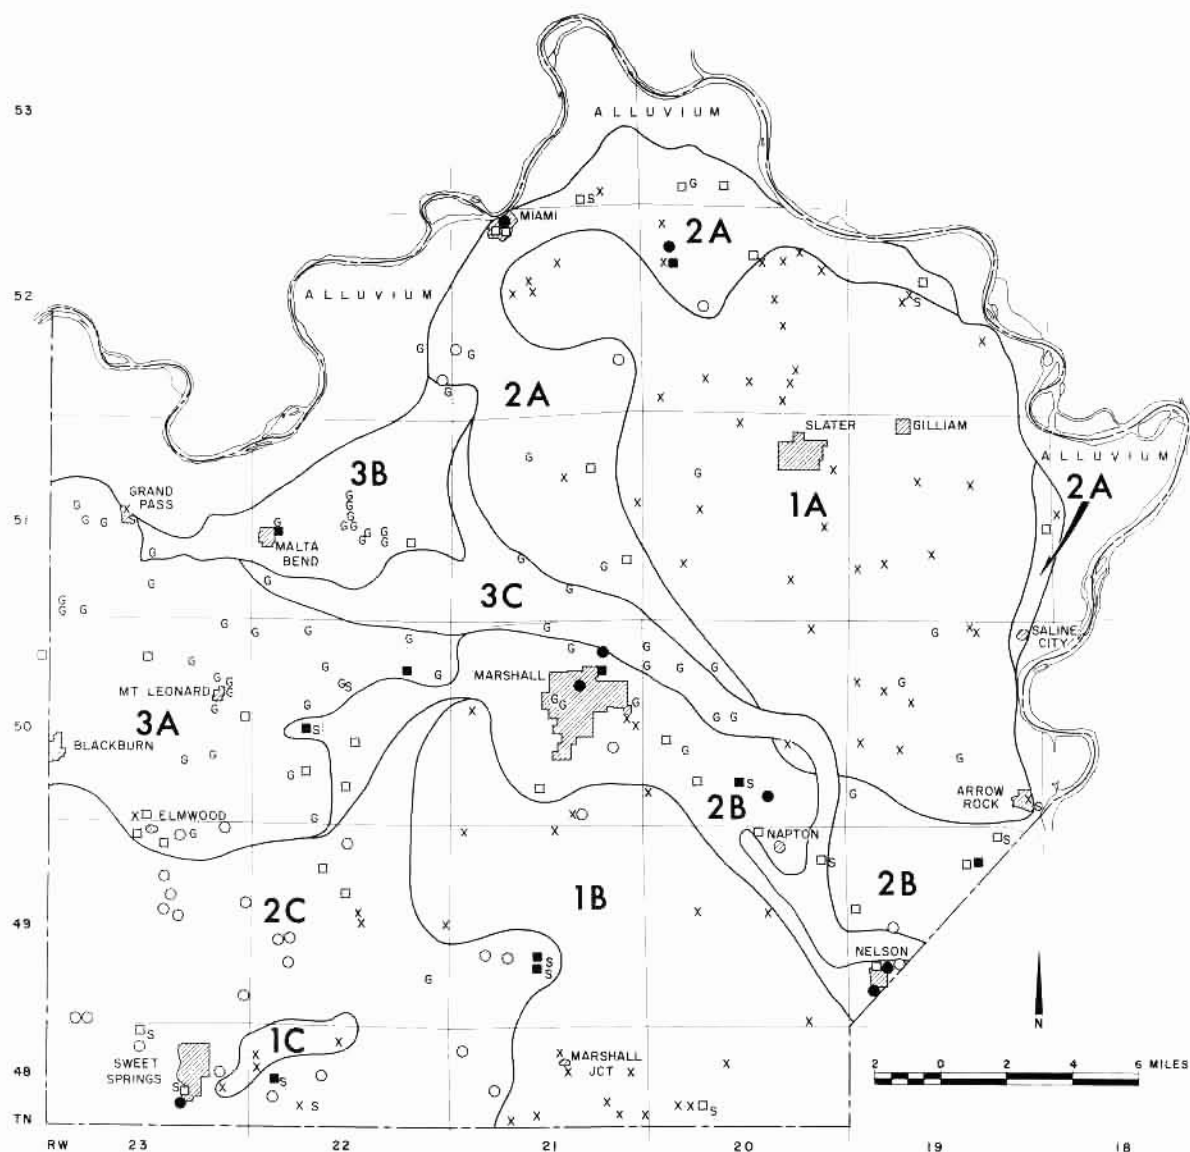 53
ALLUVIUM
G
S
MIAMI
2A
52
ALLUVIUM
S
G
G
2A
G
SLATER
GILLIAM
ALLUVIUM
3B
GRAND
PASS
1A
2A
51
MALTA
BEND
3C
SALINE
CITY
MARSHALL
MT LEONARD
50
3A
BLACKBURN
ARROW
ROCK
2B
ELMWOOD
NAPTON
1B
2B
2C
49
NELSON
N
1C
SWEET
SPRINGS
MARSHALL
JCT
48
2 0 2 4 6 MILES
TN
RW 23 22 21 20 19 18